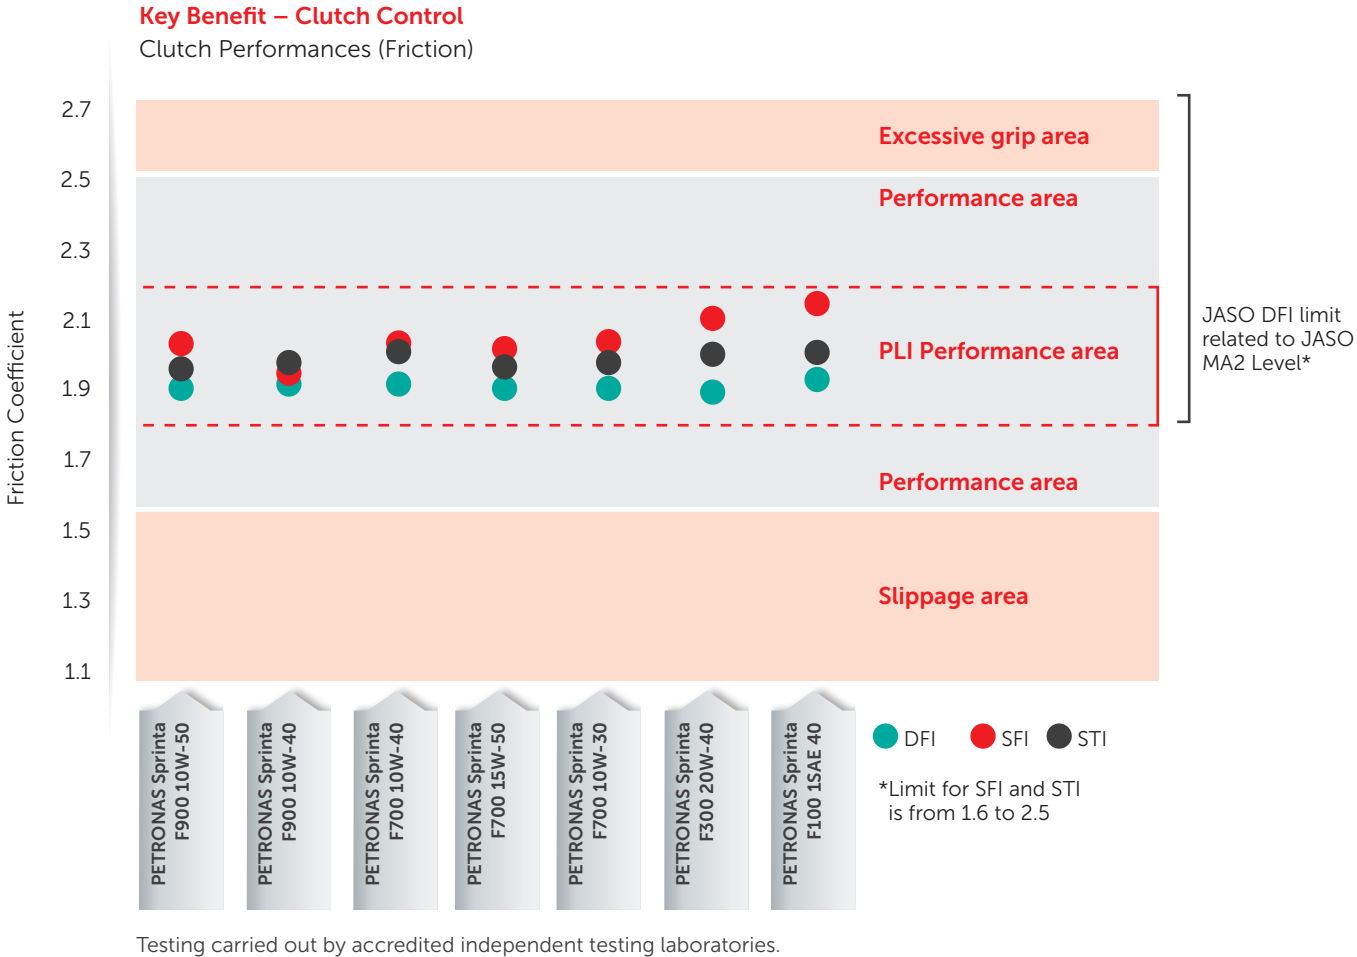 Key Benefit – Clutch Control
Clutch Performances (Friction)
Friction Coefficient
2.7
2.5
2.3
2.1
1.9
1.7
1.5
1.3
1.1
Excessive grip area
Performance area
PLI Performance area
Performance area
Slippage area
JASO DFI limit
related to JASO
MA2 Level*
PETRONAS Sprinta
F900 10W-50
PETRONAS Sprinta
F900 10W-40
PETRONAS Sprinta
F700 10W-40
PETRONAS Sprinta
F700 15W-50
PETRONAS Sprinta
F700 10W-30
PETRONAS Sprinta
F300 20W-40
PETRONAS Sprinta
F100 1SAE 40
DFI SFI STI
*Limit for SFI and STI
is from 1.6 to 2.5
Testing carried out by accredited independent testing laboratories.